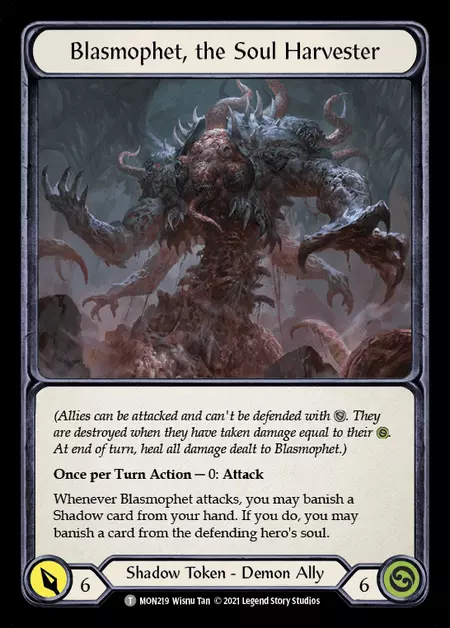 Blasmophet, the Soul Harvester
(Allies can be attacked and can't be defended with . They
are destroyed when they have taken damage equal to their .
At end of turn, heal all damage dealt to Blasmophet.)
Once per Turn Action — 0: Attack
Whenever Blasmophet attacks, you may banish a
Shadow card from your hand. If you do, you may
banish a card from the defending hero's soul.
6
Shadow Token - Demon Ally
6
T MON219 Wisnu Tan © 2021 Legend Story Studios